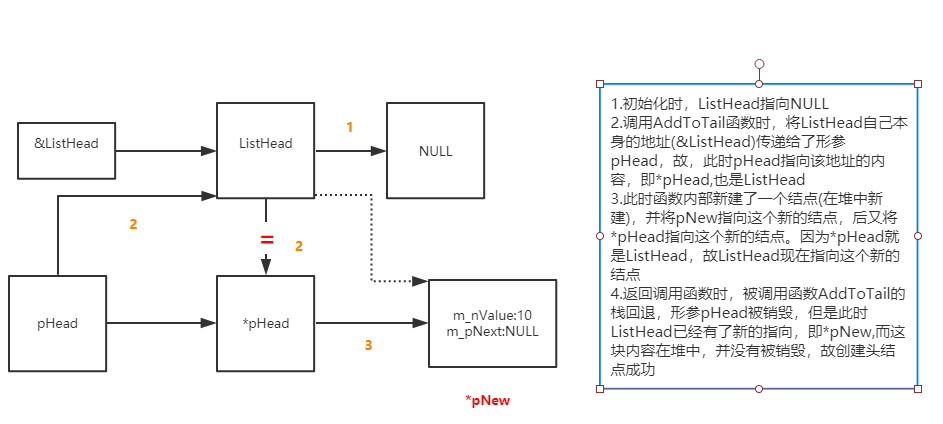 &ListHead
ListHead
1
NULL
2
=
2
pHead
*pHead
3
m_nValue:10
m_pNext:NULL
*pNew
1.初始化时，ListHead指向NULL
2.调用AddToTail函数时，将ListHead自己本
身的地址(&ListHead)传递给了形参
pHead，故，此时pHead指向该地址的内
容，即*pHead,也是ListHead
3.此时函数内部新建了一个结点(在堆中新
建)，并将pNew指向这个新的结点，后又将
*pHead指向这个新的结点。因为*pHead就
是ListHead，故ListHead现在指向这个新的
结点
4.返回调用函数时，被调用函数AddToTail的
栈回退，形参pHead被销毁，但是此时
ListHead已经有了新的指向，即*pNew,而这
块内容在堆中，并没有被销毁，故创建头结
点成功